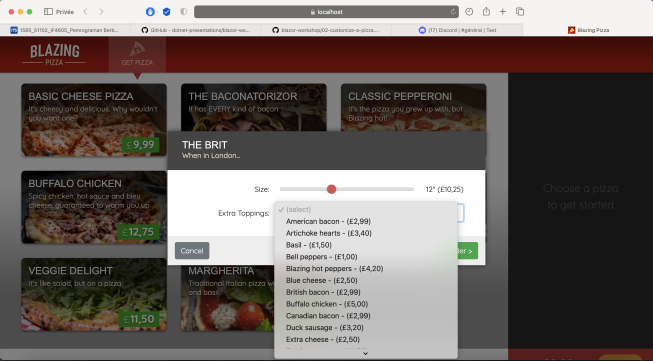 Privée
localhost
1585_S1102_IF4605_Pemrograman Berb...
GitHub - dotnet-presentations/blazor-wo...
blazor-workshop/02-customize-a-pizza....
(17) Discord | #général | Test
Blazing Pizza
BLAZING
PIZZA
GET PIZZA
BASIC CHEESE PIZZA
It's cheesy and delicious. Why wouldn't
you want one?
£9,99
THE BACONATORIZOR
It has EVERY kind of bacon
CLASSIC PEPPERONI
It's the pizza you grew up with, but
Blazing hot!
THE BRIT
When in London..
Size:
12" (£10,25)
Extra Toppings:
(select)
American bacon - (£2,99)
Artichoke hearts - (£3,40)
Basil - (£1,50)
Bell peppers - (£1,00)
Blazing hot peppers - (£4,20)
Blue cheese - (£2,50)
British bacon - (£2,99)
Buffalo chicken - (£5,00)
Canadian bacon - (£2,99)
Duck sausage - (£3,20)
Extra cheese - (£2,50)
Cancel
er >
BUFFALO CHICKEN
Spicy chicken, hot sauce and bleu
cheese, guaranteed to warm you up
£12,75
VEGGIE DELIGHT
It's like salad, but on a pizza
£11,50
MARGHERITA
Traditional Italian pizza w
and basi
Choose a pizza
to get started